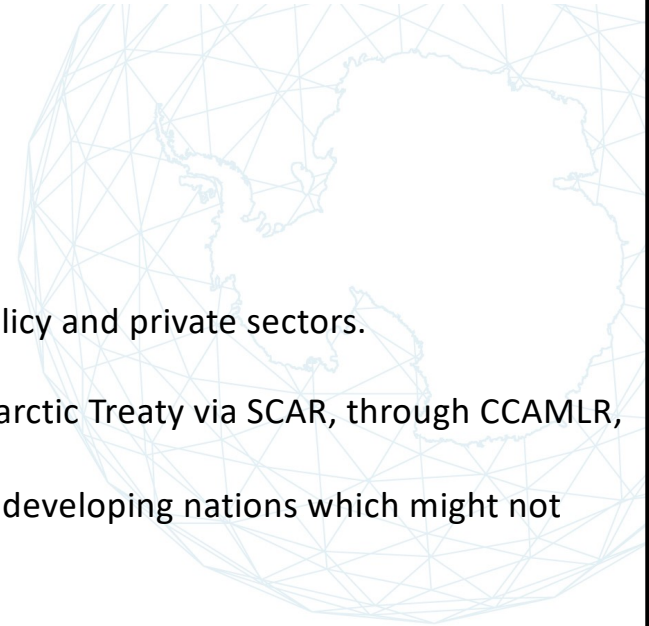 licy and private sectors.
arctic Treaty via SCAR, through CCAMLR,
developing nations which might not